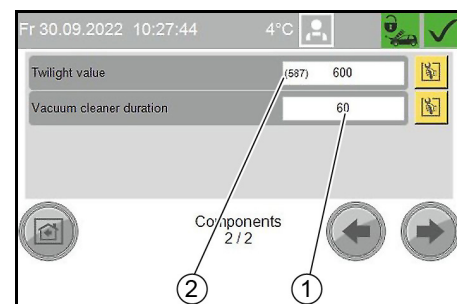 Fr 30.09.2022 10:27:44 4°C
Twilight value (587) 600
Vacuum cleaner duration 60
Components
2 / 2
2 1